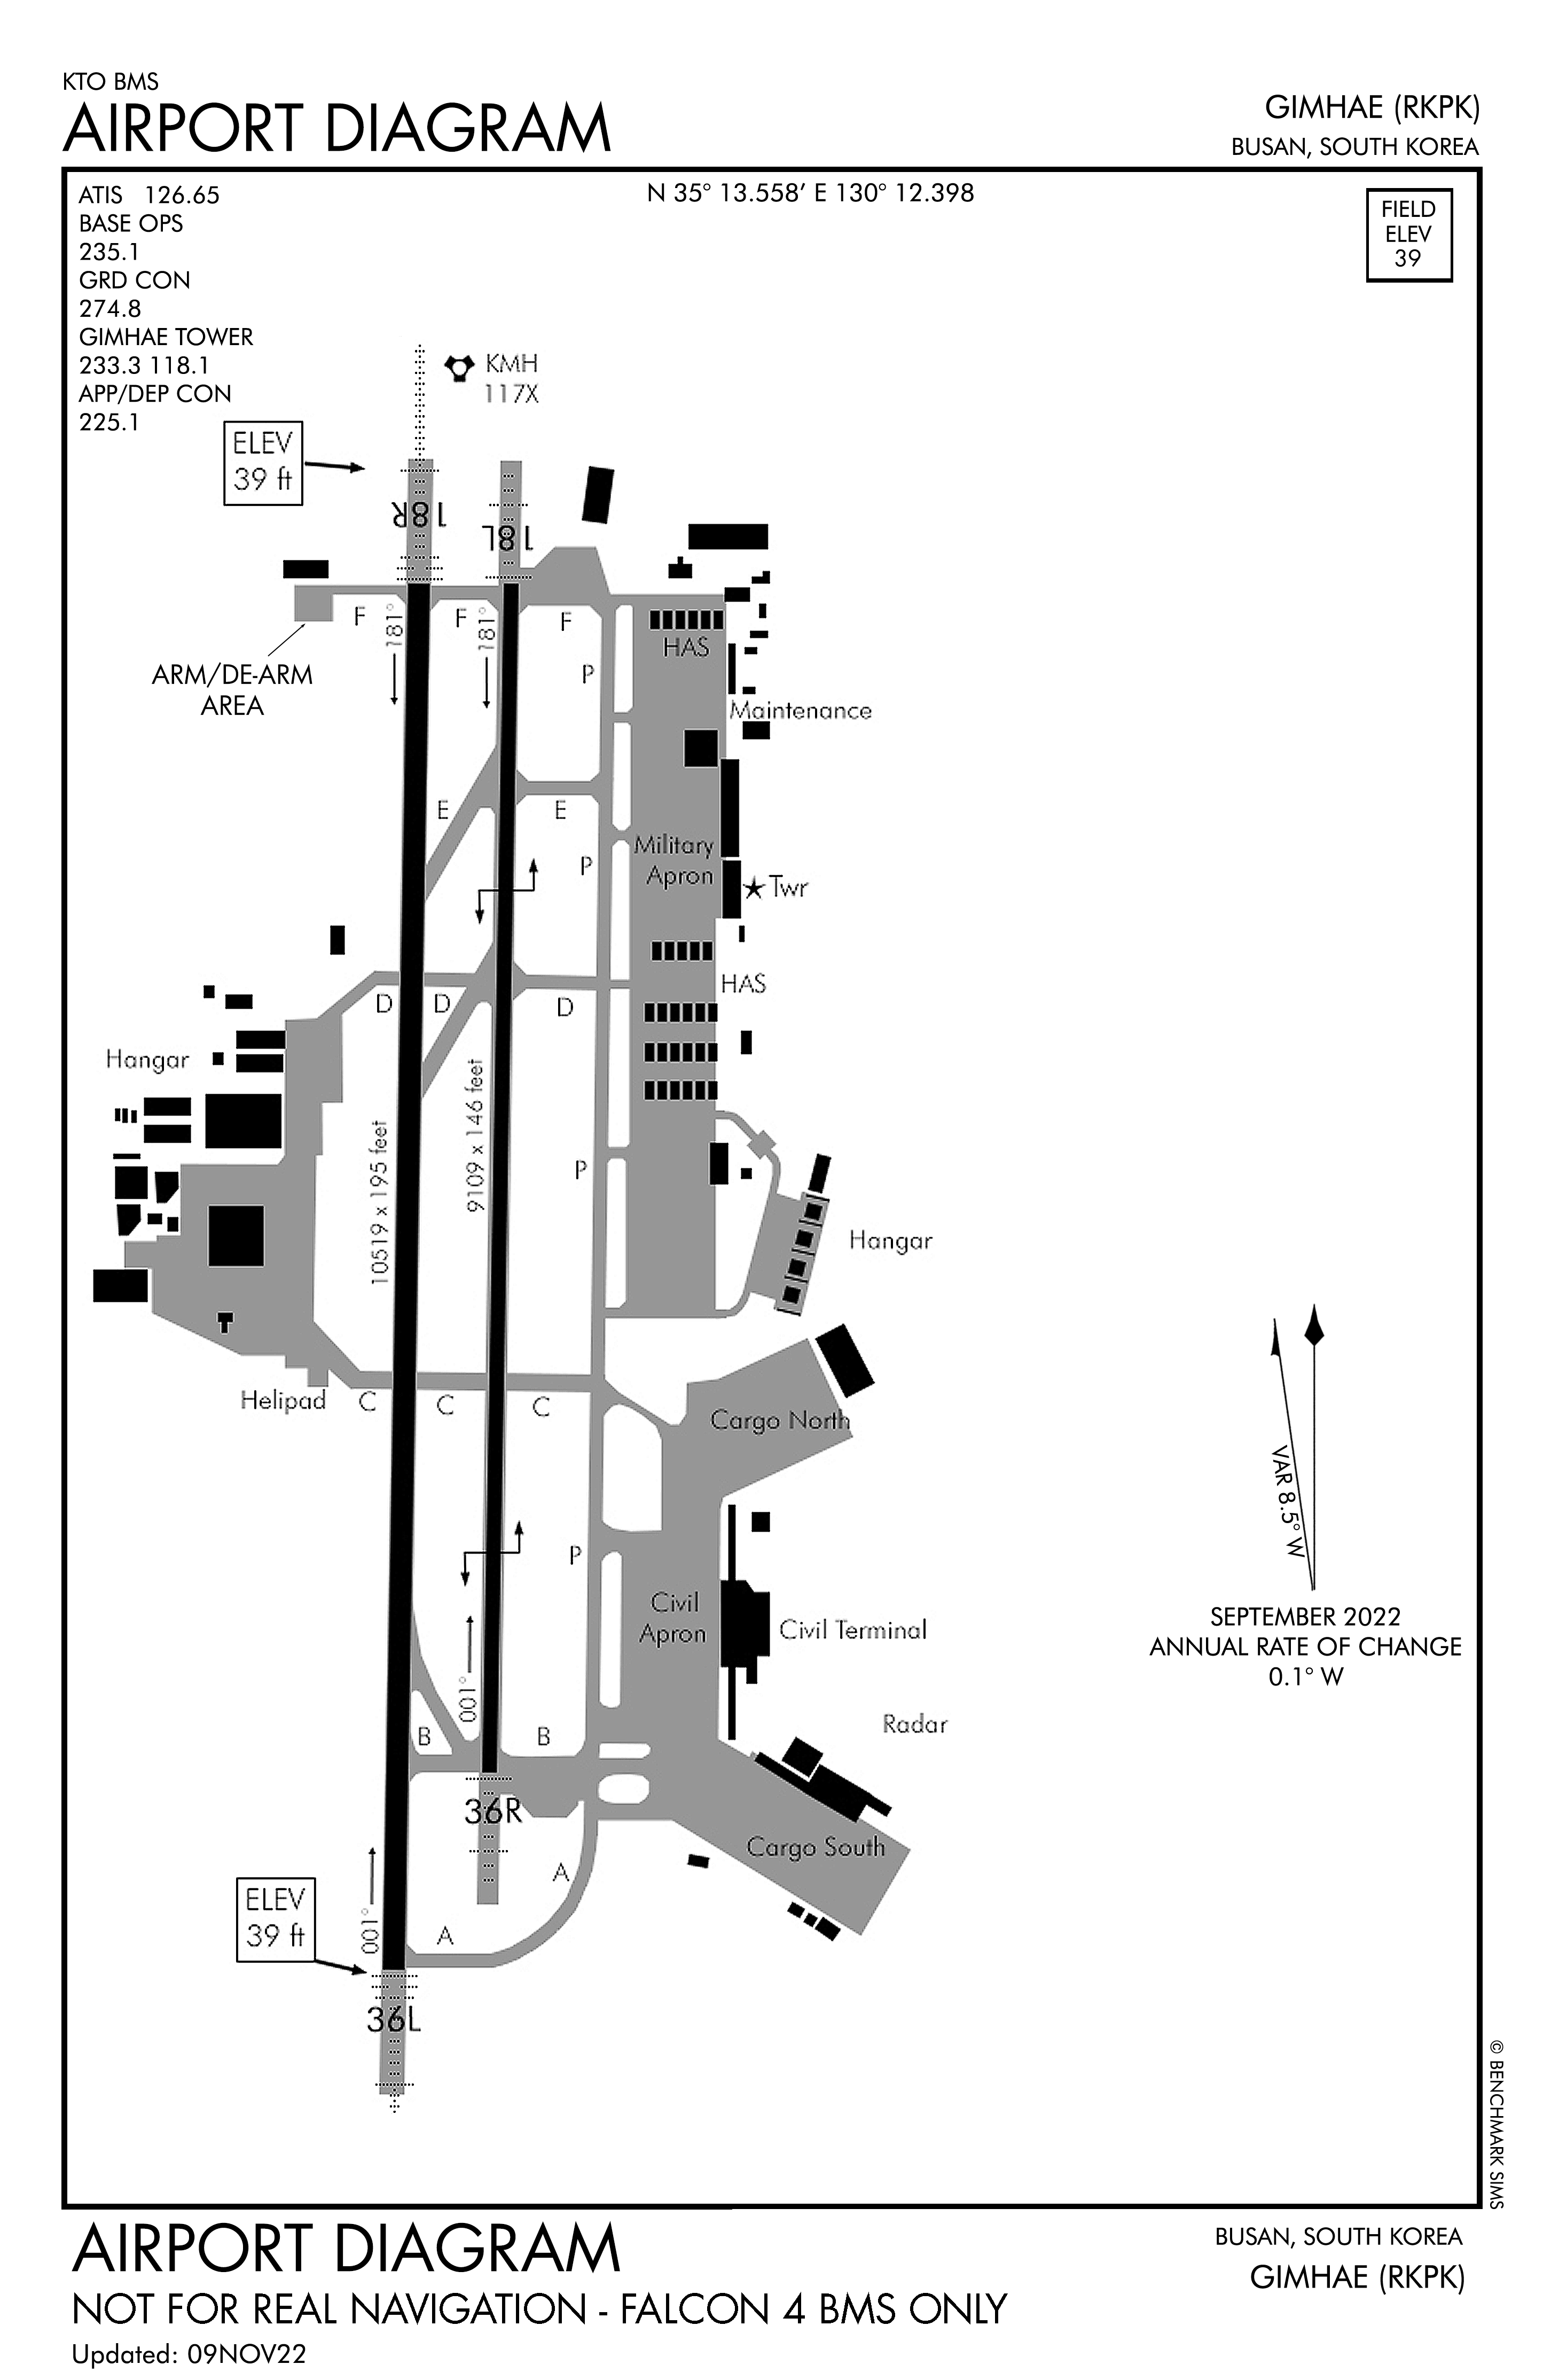 KTO BMS
AIRPORT DIAGRAM
GIMHAE (RKPK)
BUSAN, SOUTH KOREA
ATIS 126.65
BASE OPS
235.1
GRD CON
274.8
GIMHAE TOWER
233.3 118.1
APP/DEP CON
225.1
N 35° 13.558′ E 130° 12.398
FIELD
ELEV
39
KMH
117X
ELEV
39 ft
18R
18L
F
181°
F
181°
F
HAS
P
ARM/DE-ARM
AREA
Maintenance
E
E
Military
Apron
P
Twr
HAS
D
D
D
Hangar
10519 x 195 feet
9109 x 146 feet
P
Hangar
Helipad
C
C
C
Cargo North
VAR 8.5° W
P
Civil
Apron
Civil Terminal
SEPTEMBER 2022
ANNUAL RATE OF CHANGE
0.1° W
001°
B
B
Radar
36R
Cargo South
A
A
ELEV
39 ft
001°
36L
© BENCHMARK SIMS
AIRPORT DIAGRAM
BUSAN, SOUTH KOREA
GIMHAE (RKPK)
NOT FOR REAL NAVIGATION - FALCON 4 BMS ONLY
Updated: 09NOV22